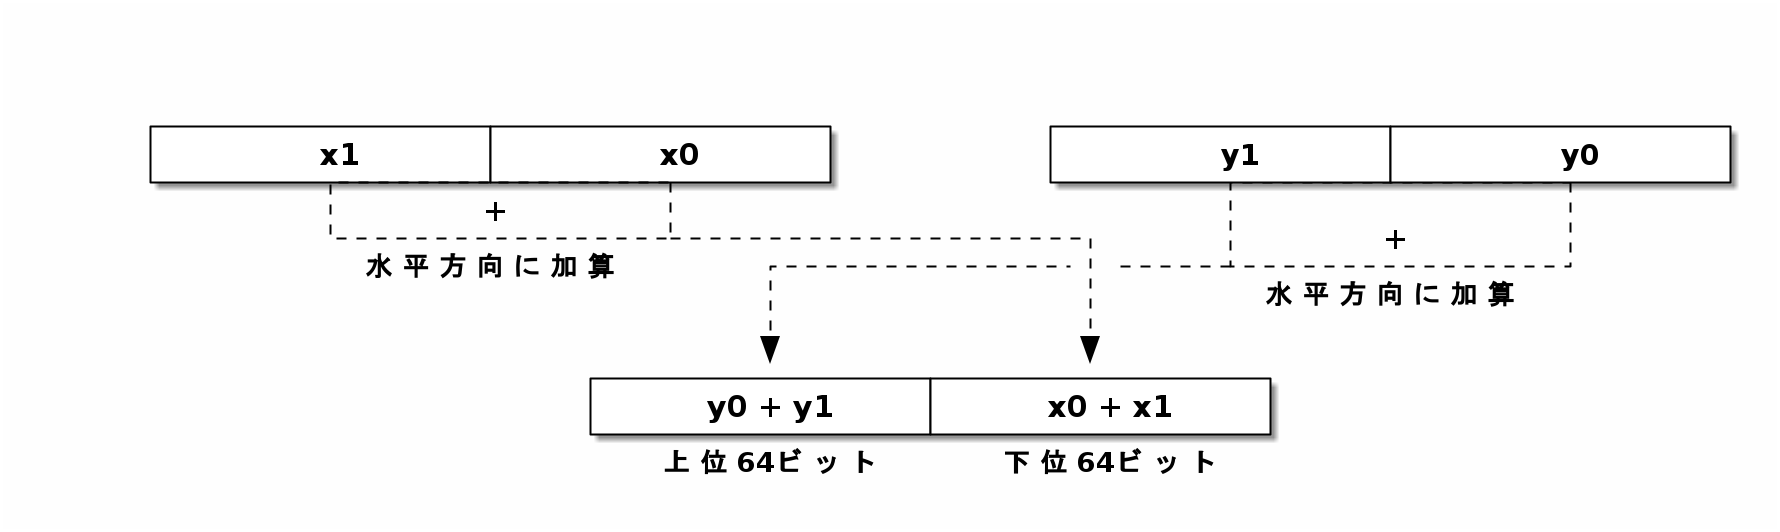 x1 x0 y1 y0
+
+
水平方向に加算
水平方向に加算
y0 + y1 x0 + x1
上位64ビット 下位64ビット